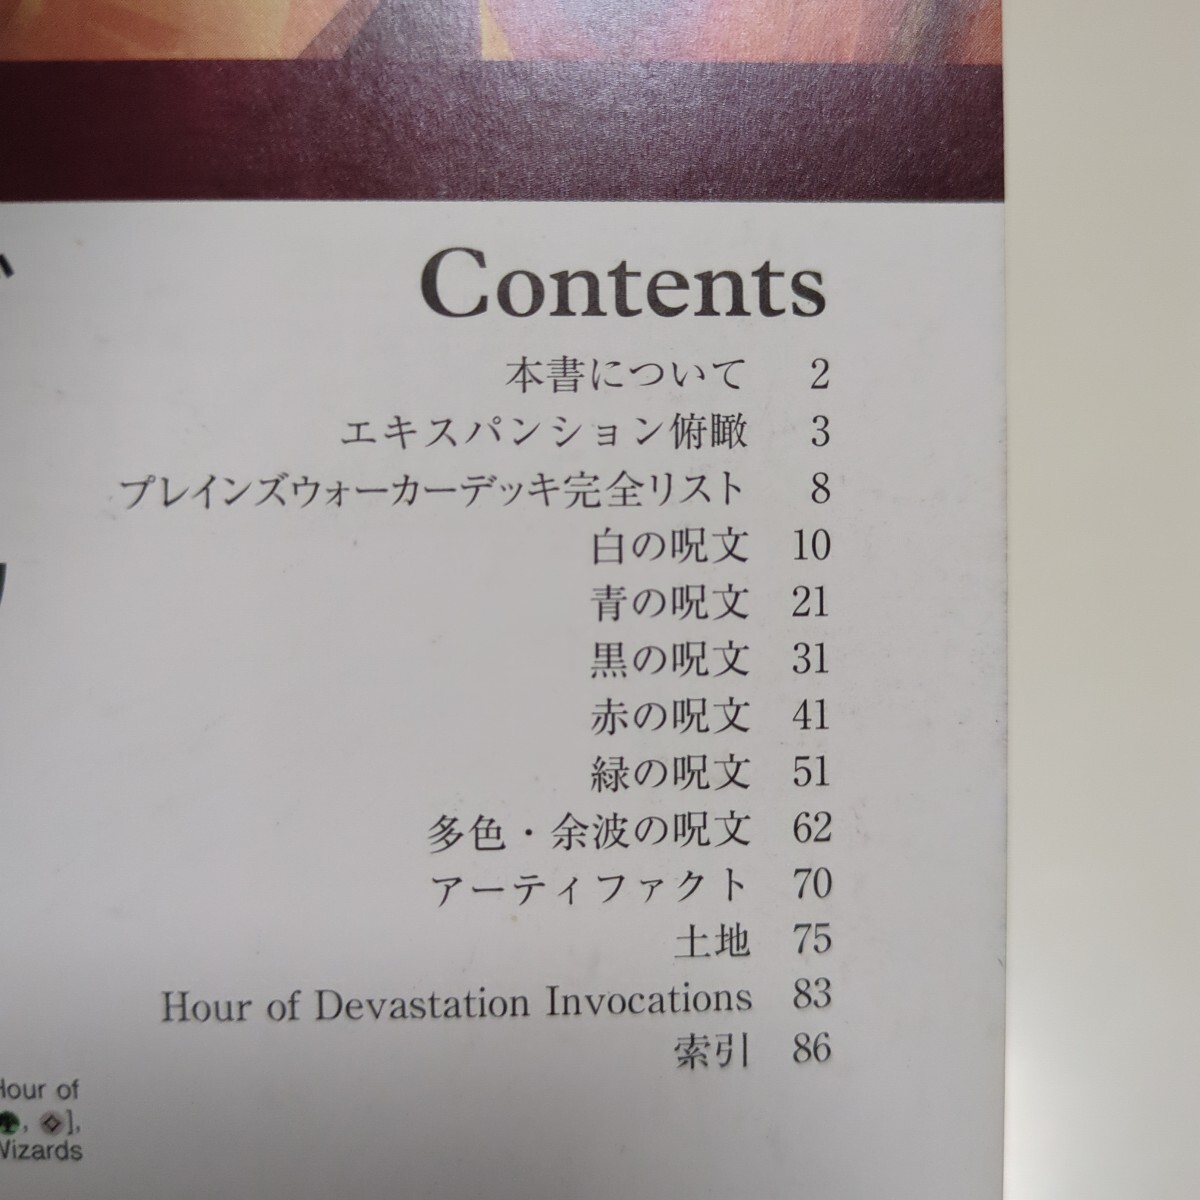 Contents
本書について 2
エキスパンション俯瞰 3
プレインズウォーカーデッキ完全リスト 8
白の呪文 10
青の呪文 21
黒の呪文 31
赤の呪文 41
緑の呪文 51
多色・余波の呪文 62
アーティファクト 70
土地 75
Hour of Devastation Invocations 83
索引 86
Hour of
Wizards